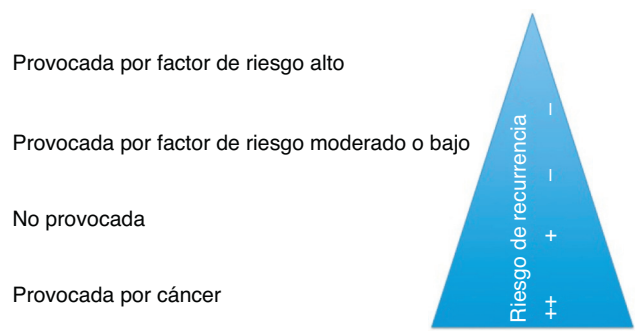 Provocada por factor de riesgo alto
Provocada por factor de riesgo moderado o bajo
No provocada
Provocada por cáncer
Riesgo de recurrencia
–
–
+
++